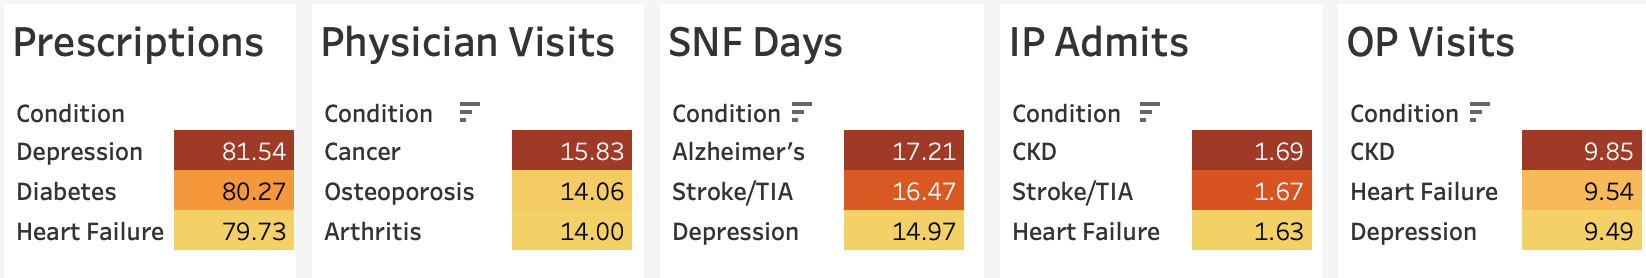 Prescriptions
Condition
Depression 81.54
Diabetes 80.27
Heart Failure 79.73
Physician Visits
Condition
Cancer 15.83
Osteoporosis 14.06
Arthritis 14.00
SNF Days
Condition
Alzheimer’s 17.21
Stroke/TIA 16.47
Depression 14.97
IP Admits
Condition
CKD 1.69
Stroke/TIA 1.67
Heart Failure 1.63
OP Visits
Condition
CKD 9.85
Heart Failure 9.54
Depression 9.49